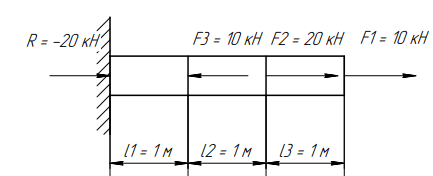 R = -20 кН
F3 = 10 кН
F2 = 20 кН
F1 = 10 кН
l1 = 1 м
l2 = 1 м
l3 = 1 м